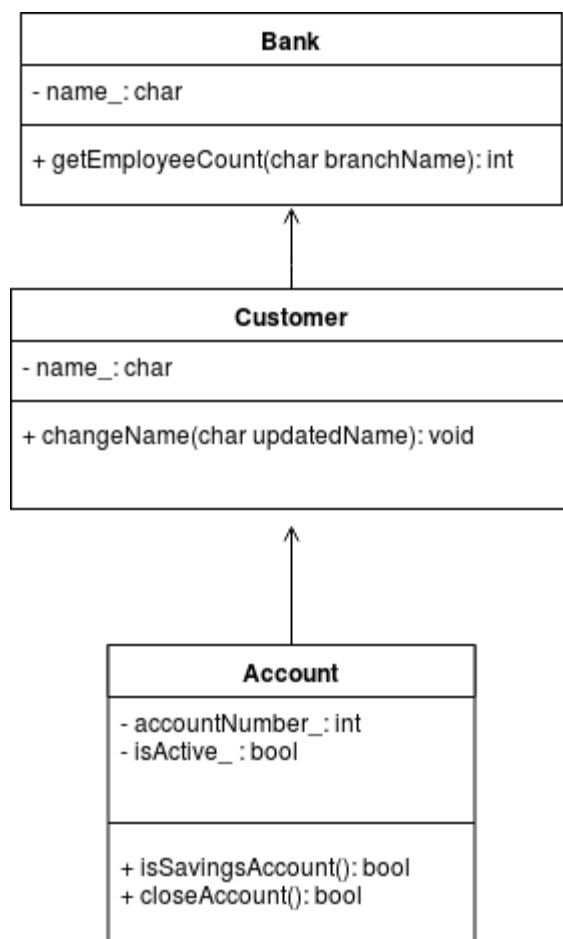 Bank
- name_: char
+ getEmployeeCount(char branchName): int
Customer
- name_: char
+ changeName(char updatedName): void
Account
- accountNumber_: int
- isActive_ : bool
+ isSavingsAccount(): bool
+ closeAccount(): bool